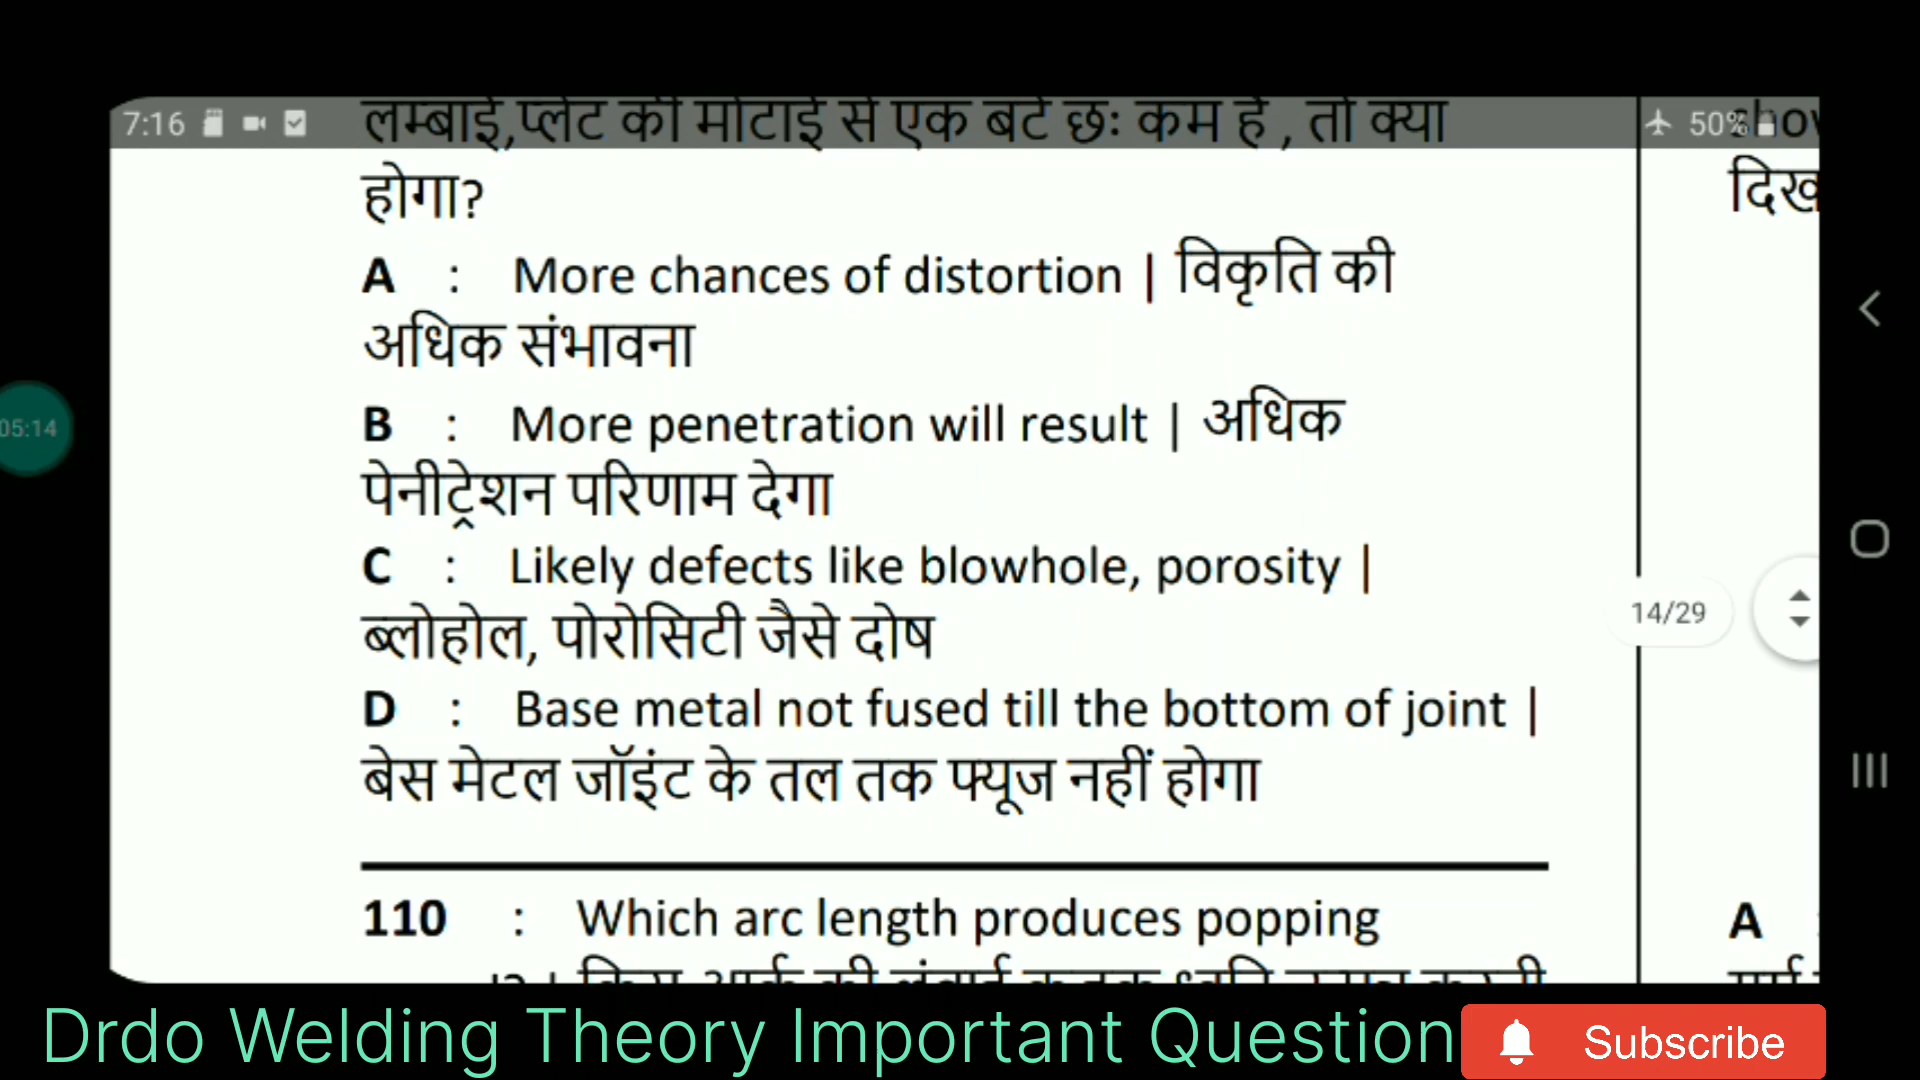 7:16
50%
लम्बाई,प्लेट की मोटाई से एक बटे छः कम है , तो क्या
होगा?
A : More chances of distortion | विकृति की
अधिक संभावना
B : More penetration will result | अधिक
पेनीट्रेशन परिणाम देगा
C : Likely defects like blowhole, porosity |
ब्लोहोल, पोरोसिटी जैसे दोष
D : Base metal not fused till the bottom of joint |
बेस मेटल जॉइंट के तल तक फ्यूज नहीं होगा
110 : Which arc length produces popping
दिख
A
05:14
14/29
Drdo Welding Theory Important Question
Subscribe